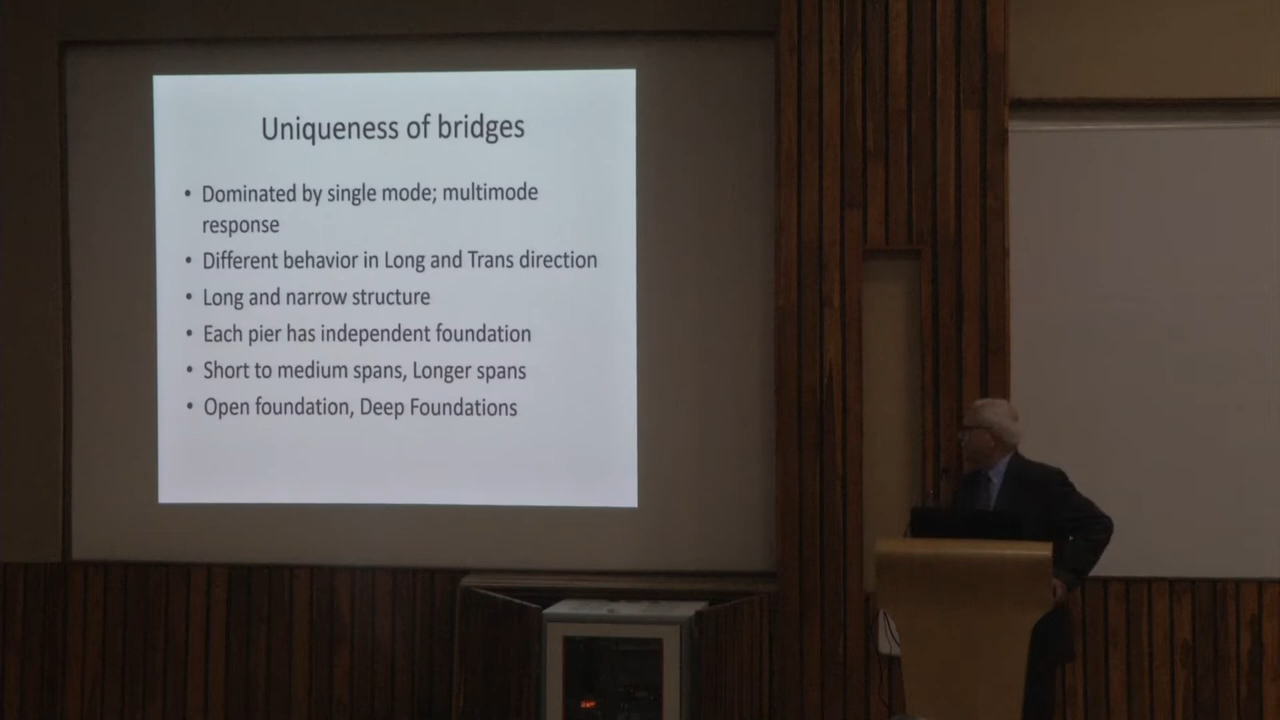 Uniqueness of bridges
• Dominated by single mode; multimode
response
• Different behavior in Long and Trans direction
• Long and narrow structure
• Each pier has independent foundation
• Short to medium spans, Longer spans
• Open foundation, Deep Foundations